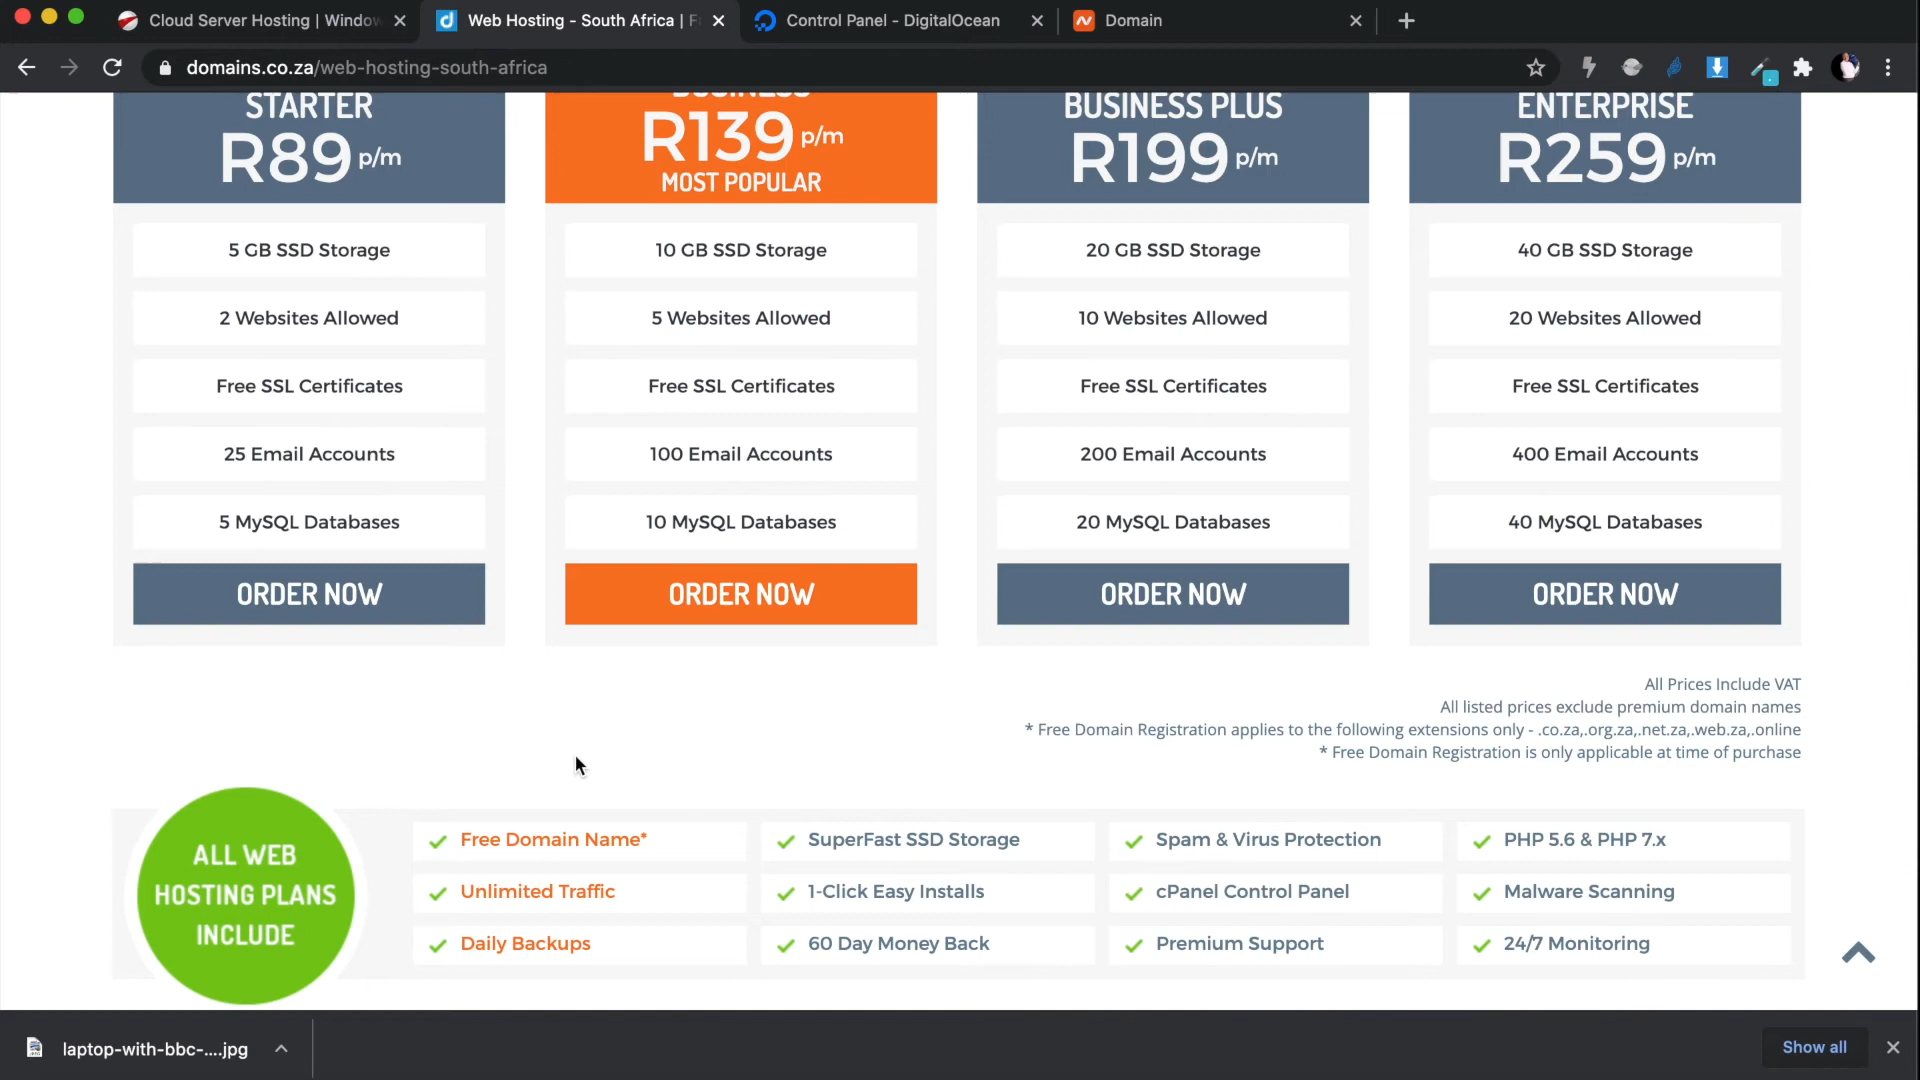 Cloud Server Hosting | Window
Web Hosting - South Africa | F
Control Panel - DigitalOcean
Domain
domains.co.za/web-hosting-south-africa
STARTER
R89 p/m
5 GB SSD Storage
2 Websites Allowed
Free SSL Certificates
25 Email Accounts
5 MySQL Databases
ORDER NOW
BUSINESS
R139 p/m
MOST POPULAR
10 GB SSD Storage
5 Websites Allowed
Free SSL Certificates
100 Email Accounts
10 MySQL Databases
ORDER NOW
BUSINESS PLUS
R199 p/m
20 GB SSD Storage
10 Websites Allowed
Free SSL Certificates
200 Email Accounts
20 MySQL Databases
ORDER NOW
ENTERPRISE
R259 p/m
40 GB SSD Storage
20 Websites Allowed
Free SSL Certificates
400 Email Accounts
40 MySQL Databases
ORDER NOW
All Prices Include VAT
All listed prices exclude premium domain names
* Free Domain Registration applies to the following extensions only - .co.za,.org.za,.net.za,.web.za,.online
* Free Domain Registration is only applicable at time of purchase
ALL WEB
HOSTING PLANS
INCLUDE
Free Domain Name*
Unlimited Traffic
Daily Backups
SuperFast SSD Storage
1-Click Easy Installs
60 Day Money Back
Spam & Virus Protection
cPanel Control Panel
Premium Support
PHP 5.6 & PHP 7.x
Malware Scanning
24/7 Monitoring
laptop-with-bbc-....jpg
Show all